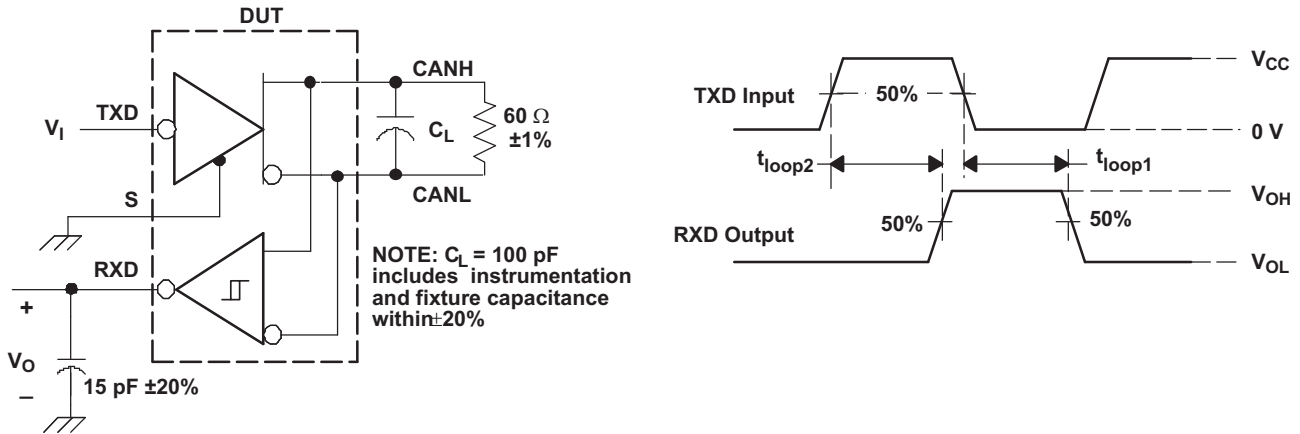 DUT
CANH
TXD
V_I
C_L
60 Ω
±1%
S
CANL
RXD
NOTE: C_L = 100 pF
includes instrumentation
and fixture capacitance
within±20%
+
V_O
15 pF ±20%
–
V_CC
TXD Input
50%
0 V
t_loop2
t_loop1
V_OH
50%
50%
RXD Output
V_OL